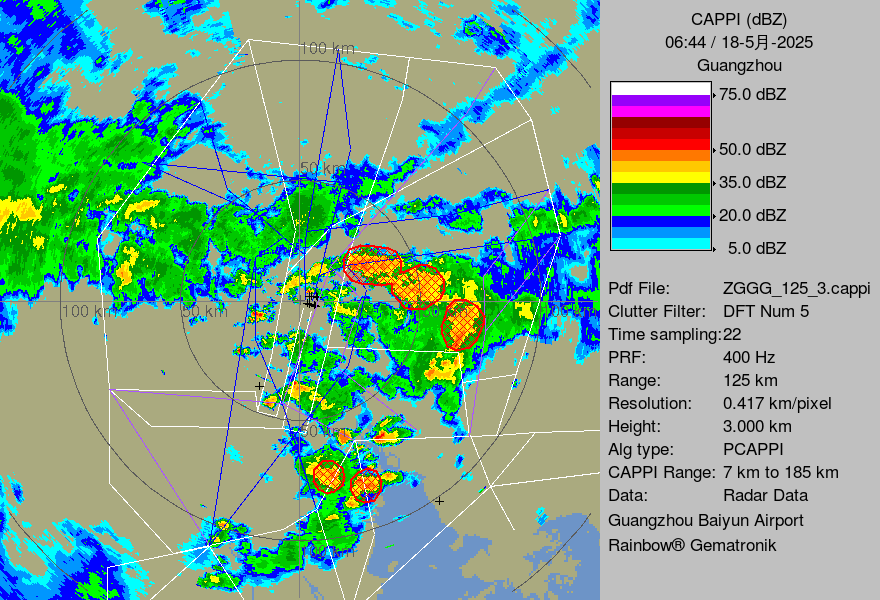 CAPPI (dBZ)
06:44 / 18-5月-2025
Guangzhou
75.0 dBZ
50.0 dBZ
35.0 dBZ
20.0 dBZ
5.0 dBZ
Pdf File: ZGGG_125_3.cappi
Clutter Filter: DFT Num 5
Time sampling:22
PRF: 400 Hz
Range: 125 km
Resolution: 0.417 km/pixel
Height: 3.000 km
Alg type: PCAPPI
CAPPI Range: 7 km to 185 km
Data: Radar Data
Guangzhou Baiyun Airport
Rainbow® Gematronik
100 km
50 km
100 km
50 km
50 km